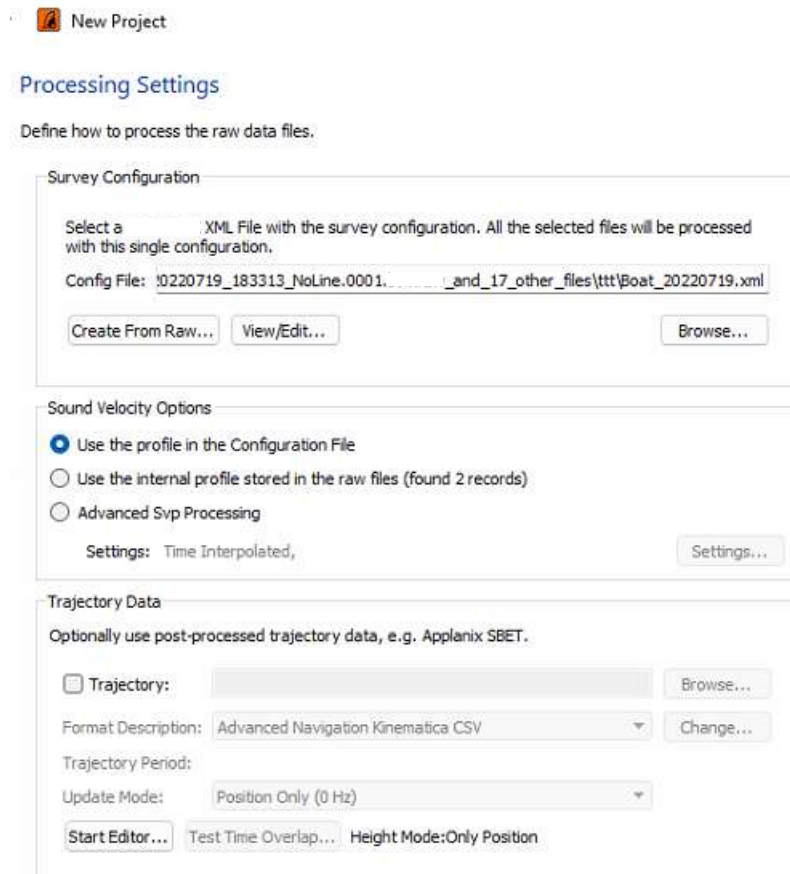 New Project
Processing Settings
Define how to process the raw data files.
Survey Configuration
Select a XML File with the survey configuration. All the selected files will be processed
with this single configuration.
Config File: !0220719_183313_NoLine.0001. _and_17_other_files\ttt\Boat_20220719.xml
Create From Raw... View/Edit... Browse...
Sound Velocity Options
Use the profile in the Configuration File
Use the internal profile stored in the raw files (found 2 records)
Advanced Svp Processing
Settings: Time Interpolated, Settings...
Trajectory Data
Optionally use post-processed trajectory data, e.g. Applanix SBET.
Trajectory: Browse...
Format Description: Advanced Navigation Kinematica CSV Change...
Trajectory Period:
Update Mode: Position Only (0 Hz)
Start Editor... Test Time Overlap... Height Mode:Only Position